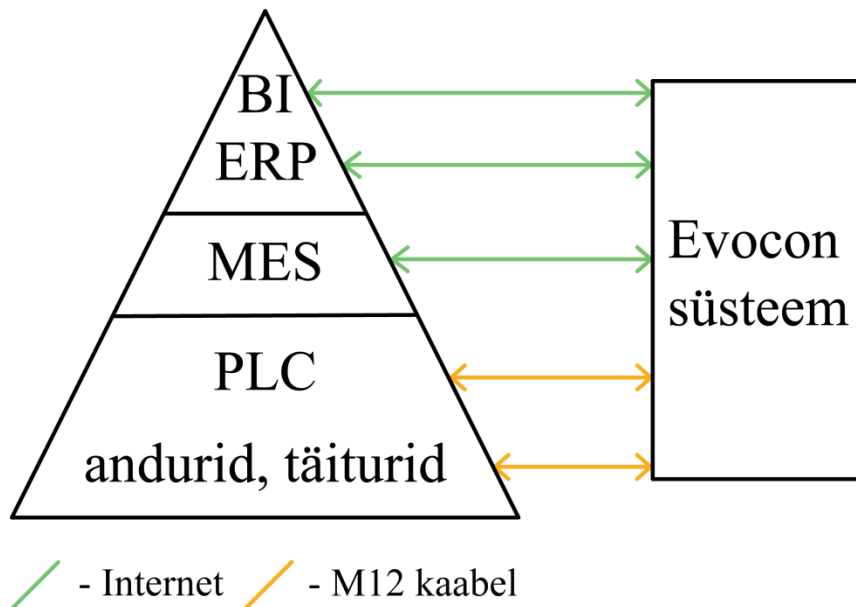 BI
ERP
MES
PLC
andurid, täiturid
Evocon
süsteem
- Internet
- M12 kaabel